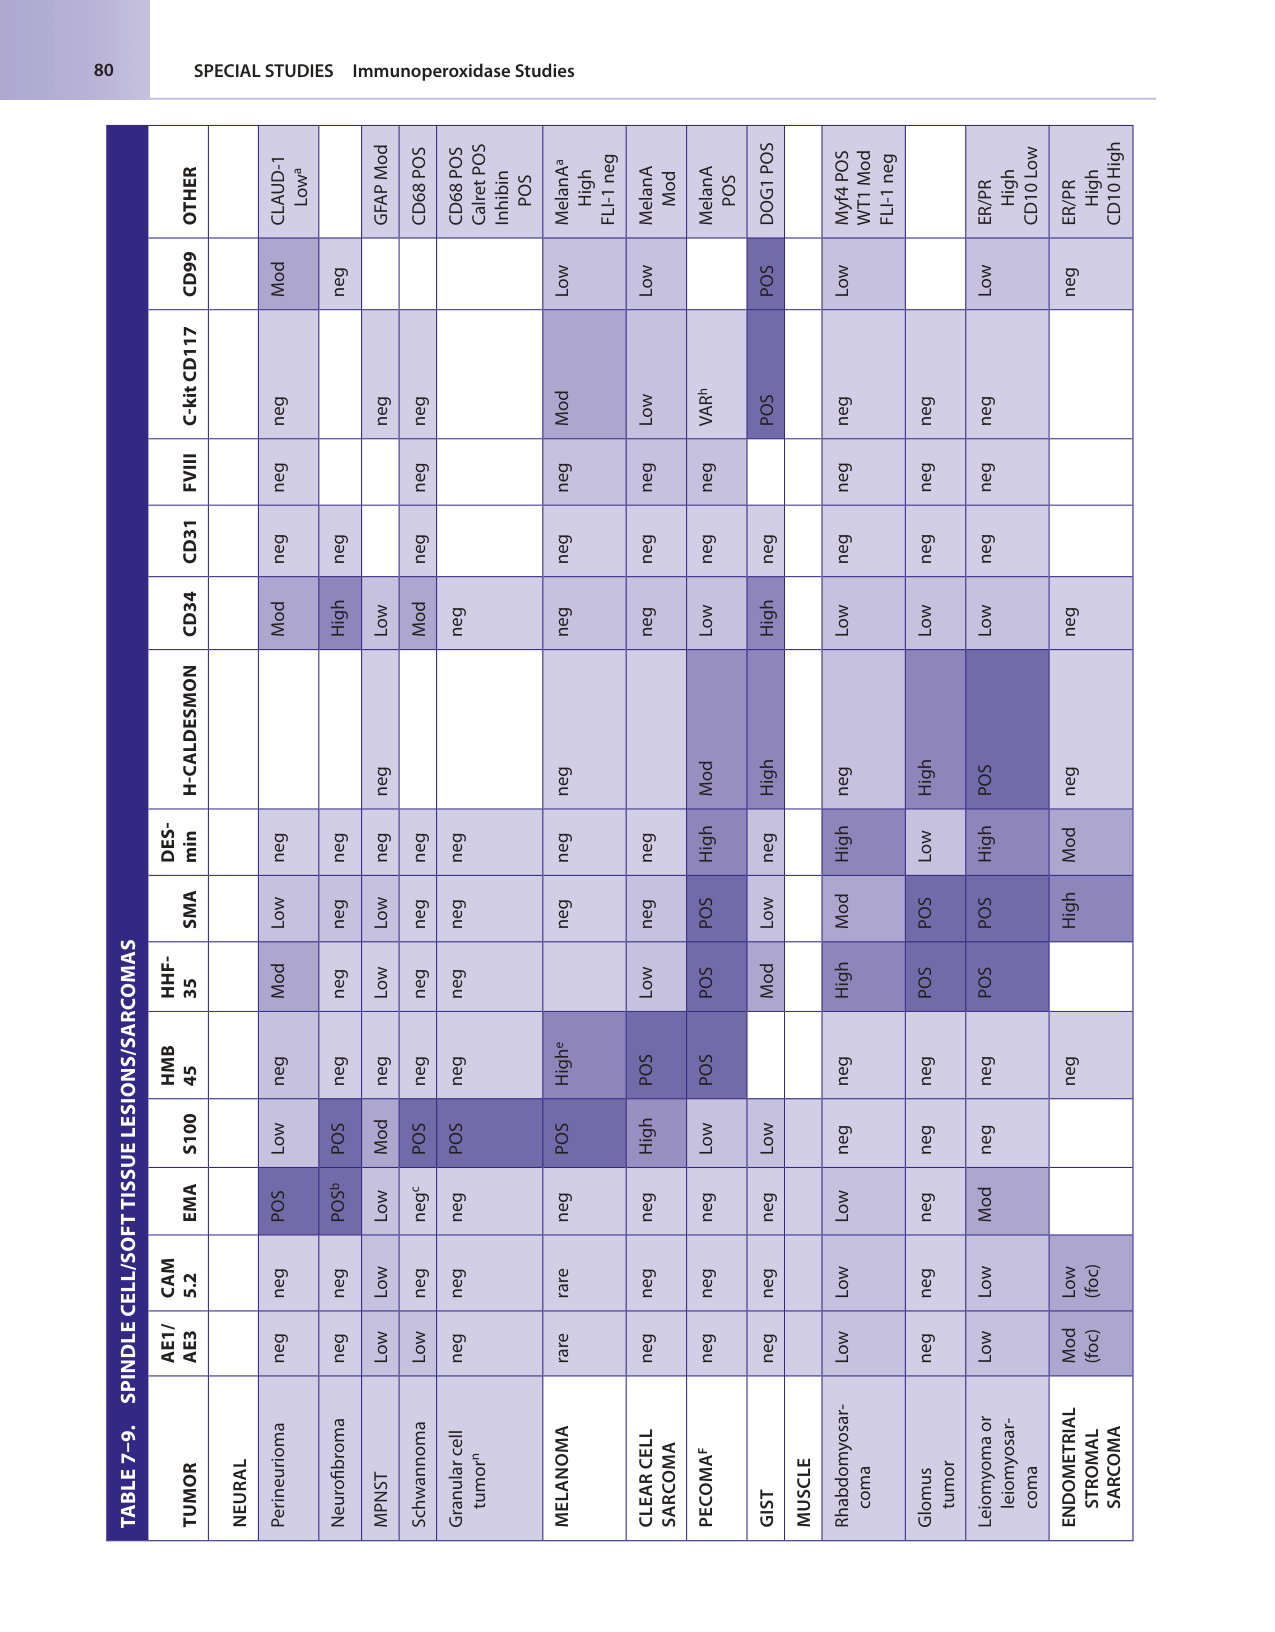 80
SPECIAL STUDIES Immunoperoxidase Studies
TABLE 7–9. SPINDLE CELL/SOFT TISSUE LESIONS/SARCOMAS
TUMOR AE1/AE3 CAM 5.2 EMA S100 HMB 45 HHF-35 SMA DES-min H-CALDESMON CD34 CD31 FVIII C-kit CD117 CD99 OTHER
NEURAL
Perineurioma neg neg POS Low neg Mod Low neg Mod neg neg neg Mod CLAUD-1 Lowᵃ
Neurofibroma neg neg POSᵇ POS neg neg neg neg High neg neg
MPNST Low Low Low Mod neg Low Low neg neg Low neg GFAP Mod
Schwannoma Low neg negᶜ POS neg neg neg neg Mod neg neg neg CD68 POS
Granular cell tumorⁿ neg neg neg POS neg neg neg neg neg CD68 POS Calret POS Inhibin POS
MELANOMA rare rare neg POS Highᵉ neg neg neg neg neg neg Mod Low MelanAᵃ High FLI-1 neg
CLEAR CELL SARCOMA neg neg neg High POS Low neg neg neg neg neg Low Low MelanA Mod
PECOMAF neg neg neg Low POS POS POS High Mod Low neg neg VARʰ MelanA POS
GIST neg neg neg Low Mod Low neg High High neg POS POS DOG1 POS
MUSCLE
Rhabdomyosar-coma Low Low Low neg neg High Mod High neg Low neg neg neg Low Myf4 POS WT1 Mod FLI-1 neg
Glomus tumor neg neg neg neg neg POS POS Low High Low neg neg neg
Leiomyoma or leiomyosar-coma Low Low Mod neg neg POS POS High POS Low neg neg neg Low ER/PR High CD10 Low
ENDOMETRIAL STROMAL SARCOMA Mod (foc) Low (foc) neg High Mod neg neg neg ER/PR High CD10 High